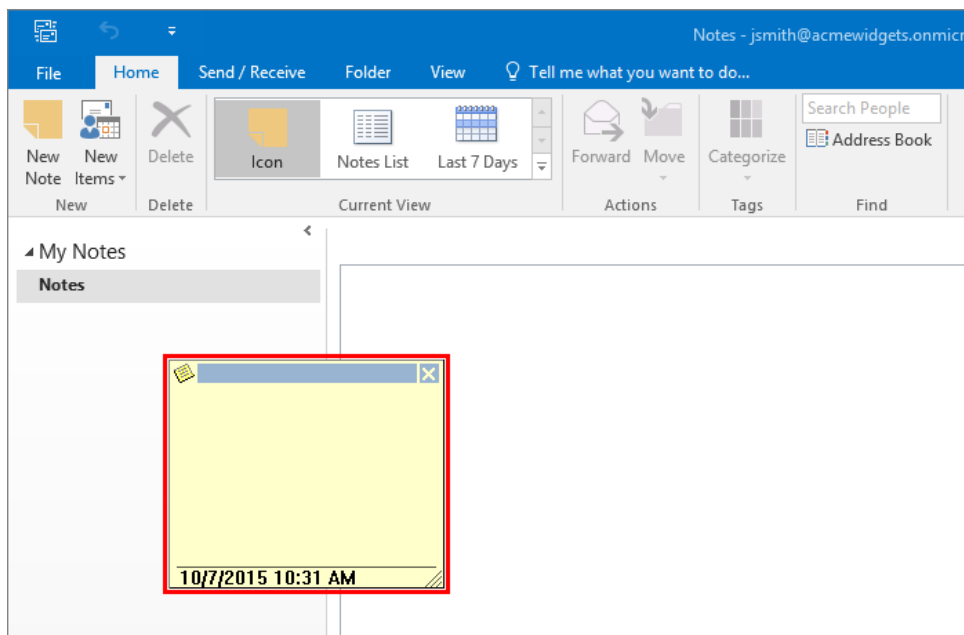 Notes - jsmith@acmewidgets.onmicr
File Home Send / Receive Folder View Tell me what you want to do...
New Note
New Items
Delete
Icon
Notes List
Last 7 Days
Forward
Move
Categorize
Search People
Address Book
New Delete Current View Actions Tags Find
My Notes
Notes
10/7/2015 10:31 AM